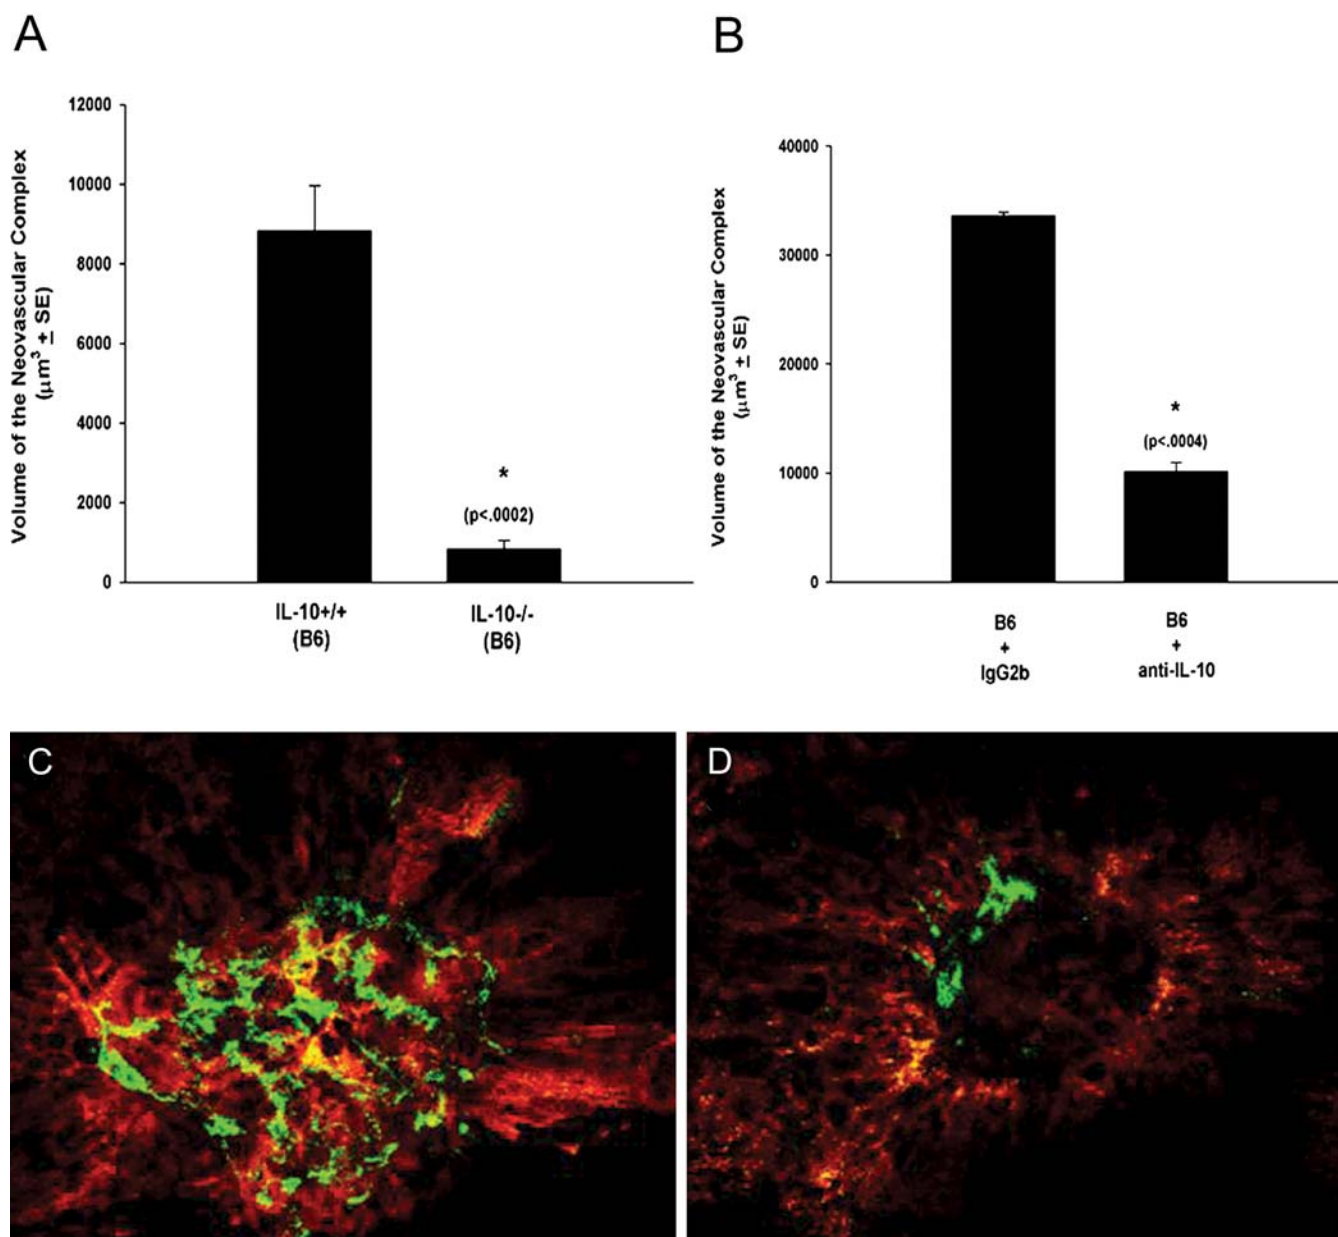 A
Volume of the Neovascular Complex
(μm³ ± SE)
12000
10000
8000
6000
4000
2000
0
*
(p<.0002)
IL-10+/+
(B6)
IL-10-/-
(B6)
B
Volume of the Neovascular Complex
(μm³ ± SE)
40000
30000
20000
10000
0
*
(p<.0004)
B6
+
IgG2b
B6
+
anti-IL-10
C
D